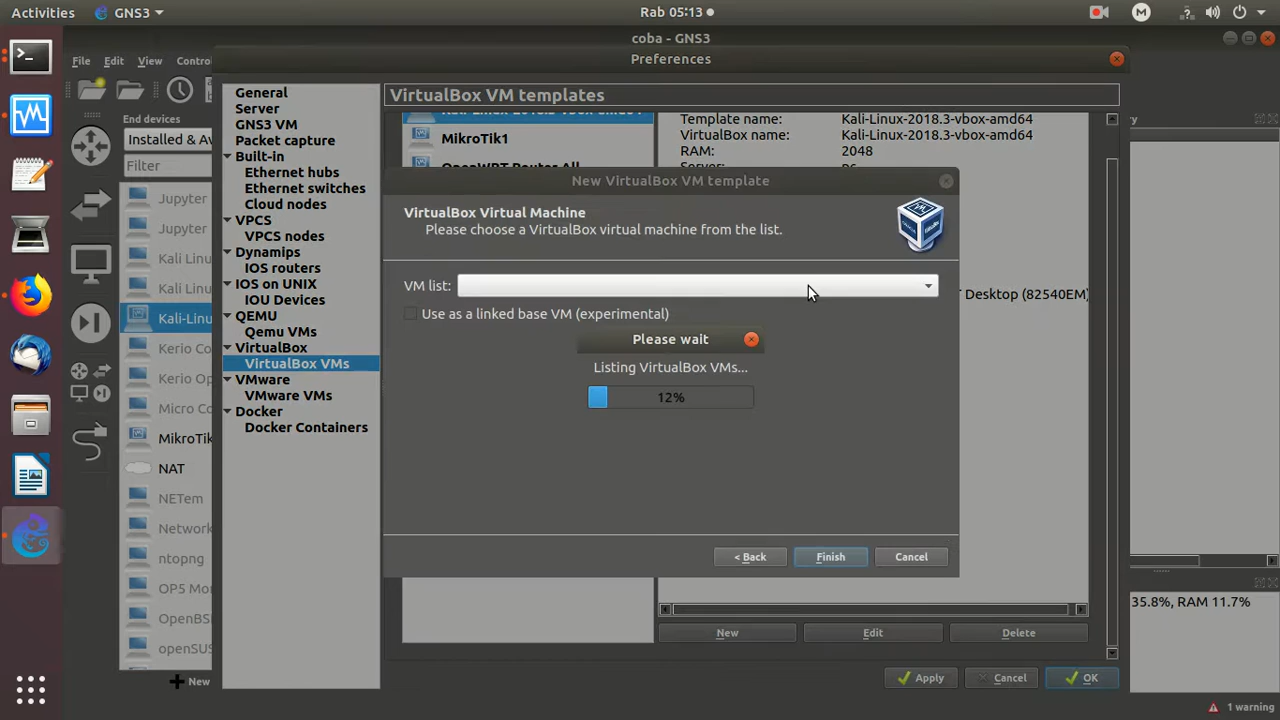 Activities
GNS3
Rab 05:13
M
coba - GNS3
Preferences
File
Edit
View
End devices
Installed &
Filter
Jupyter
Jupyter
Kali Linu
Kali Linu
Kali-Linu
Kerio Co
Kerio Op
Micro Co
MikroTik
NAT
NETem
Network
ntopng
OP5 Mo
OpenBS
openSUS
New
General
Server
GNS3 VM
Packet capture
Built-in
Ethernet hubs
Ethernet switches
Cloud nodes
VPCS
VPCS nodes
Dynamips
IOS routers
IOS on UNIX
IOU Devices
QEMU
Qemu VMs
VirtualBox
VirtualBox VMs
VMware
VMware VMs
Docker
Docker Containers
VirtualBox VM templates
MikroTik1
Template name: Kali-Linux-2018.3-vbox-amd64
VirtualBox name: Kali-Linux-2018.3-vbox-amd64
RAM: 2048
New VirtualBox VM template
VirtualBox Virtual Machine
Please choose a VirtualBox virtual machine from the list.
VM list:
Use as a linked base VM (experimental)
Please wait
Listing VirtualBox VMs...
12%
< Back
Finish
Cancel
T Desktop (82540EM)
New
Edit
Delete
Apply
Cancel
OK
35.8%, RAM 11.7%
1 warning